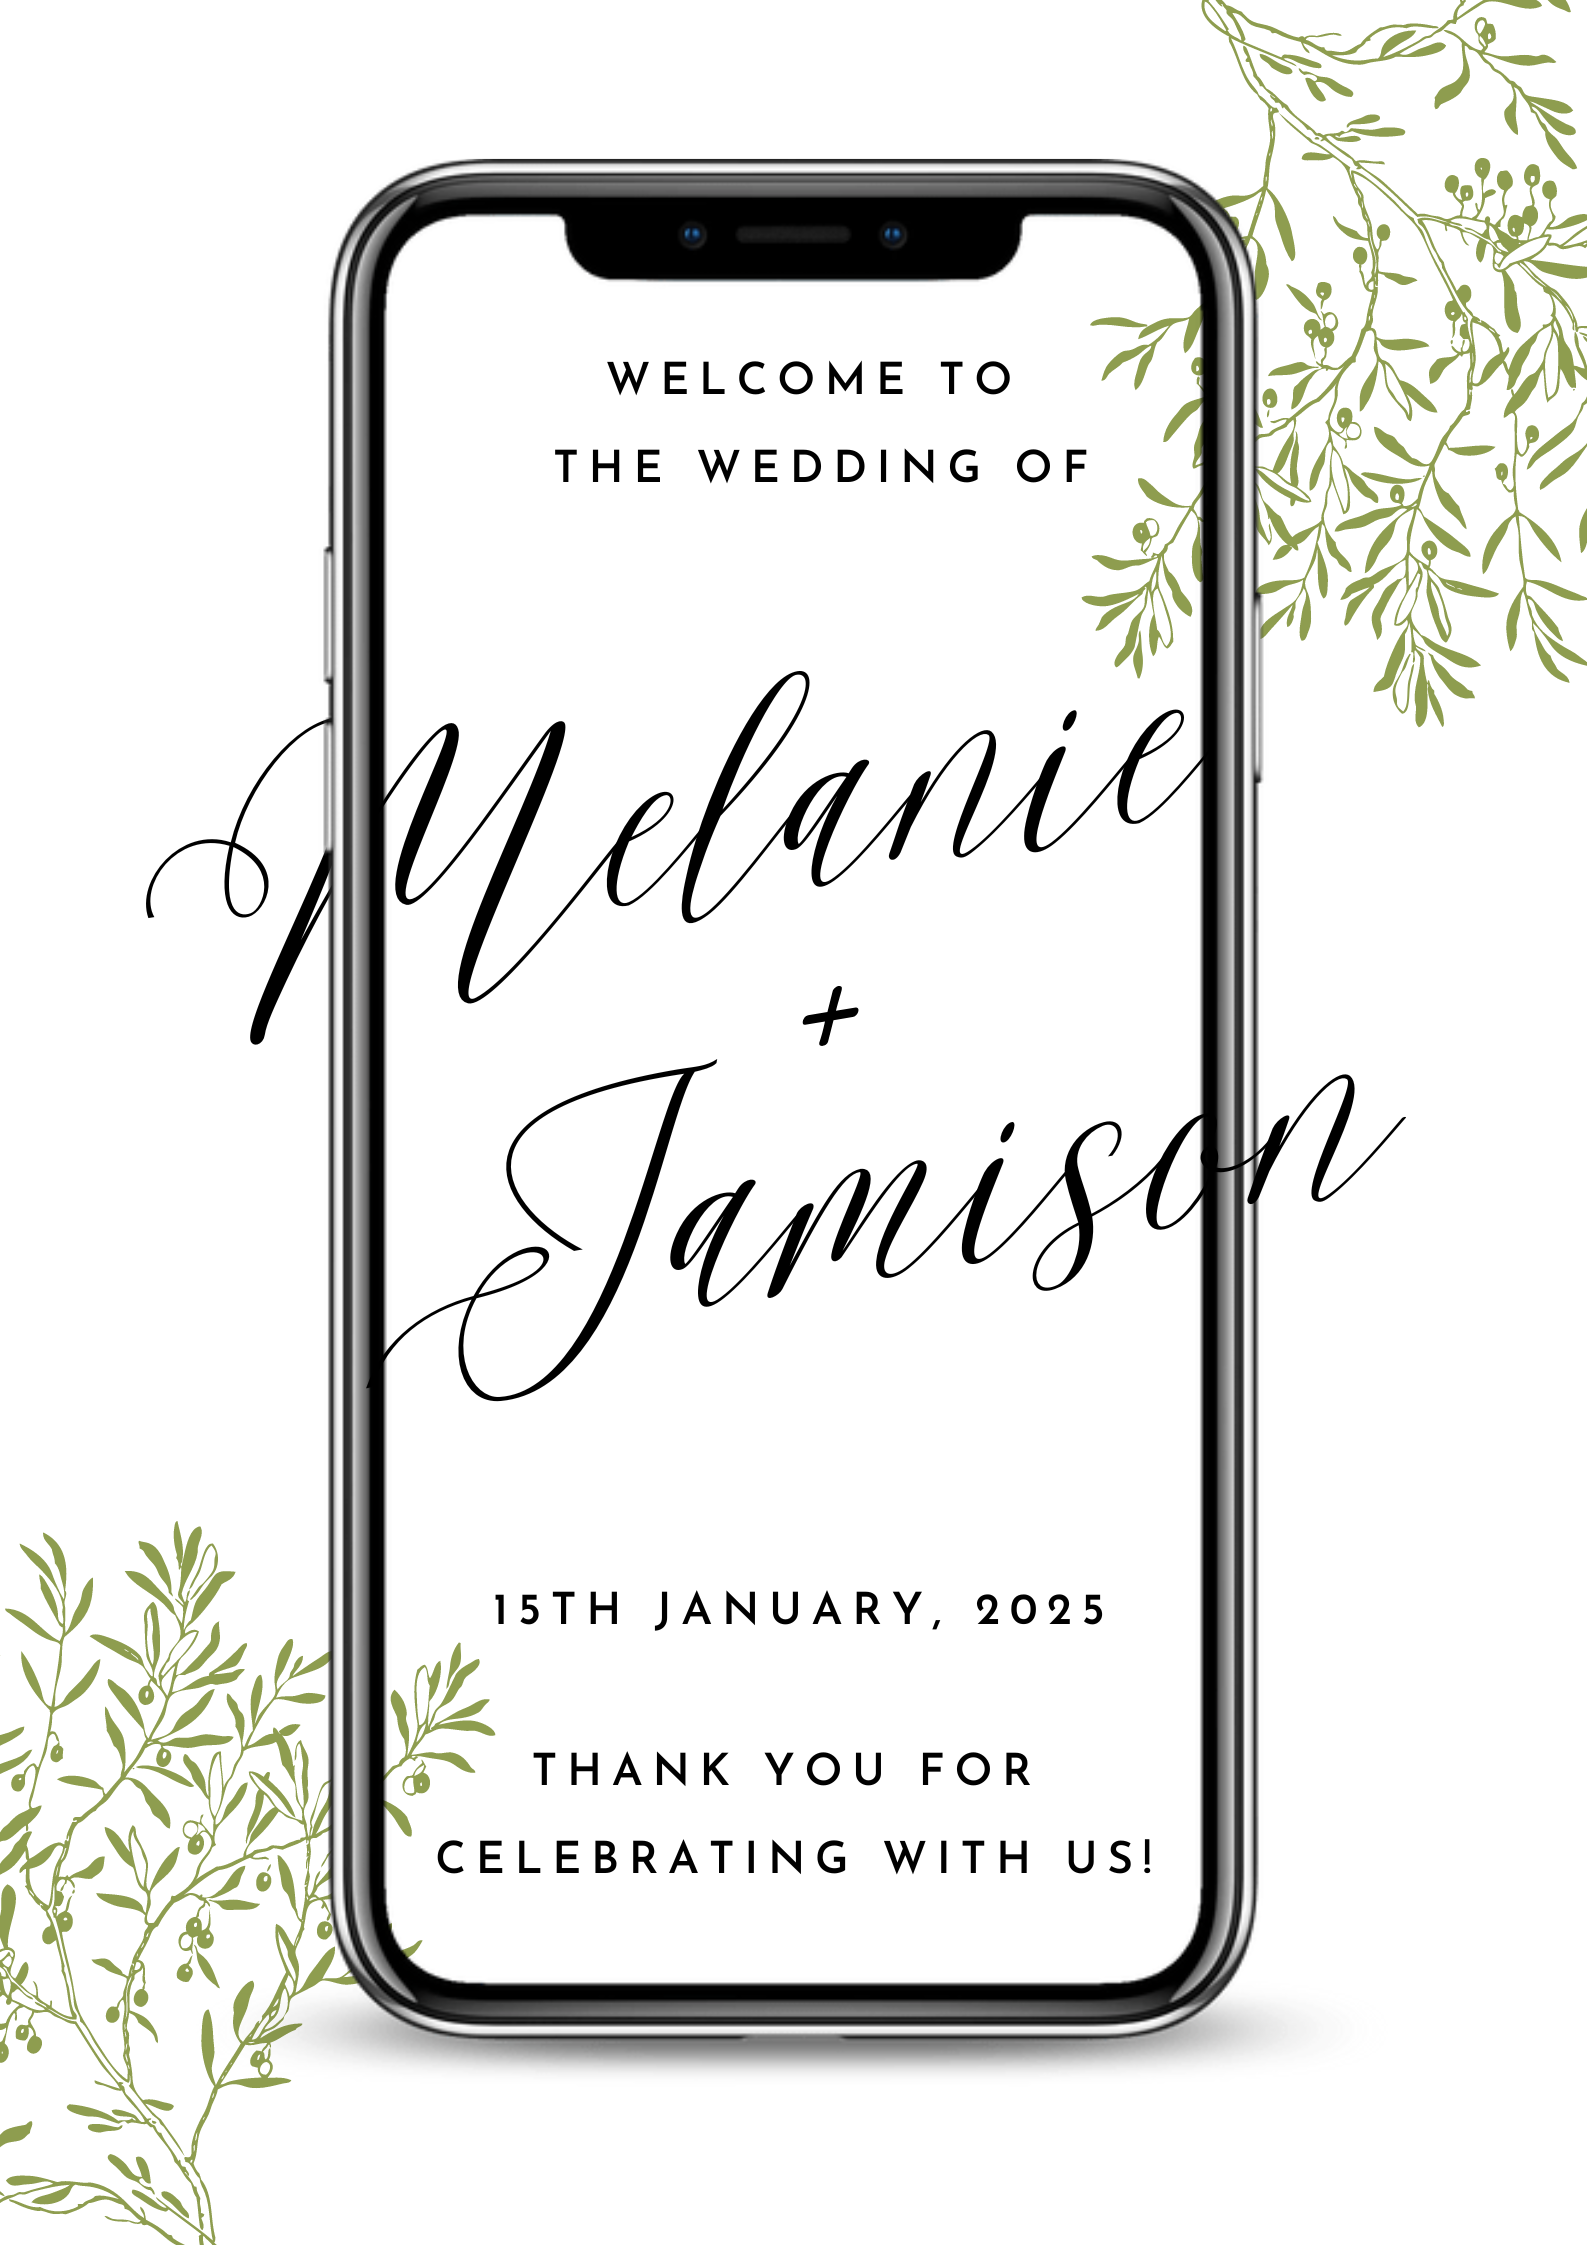 WELCOME TO
THE WEDDING OF
Melanie
+
Jamison
15TH JANUARY, 2025
THANK YOU FOR
CELEBRATING WITH US!